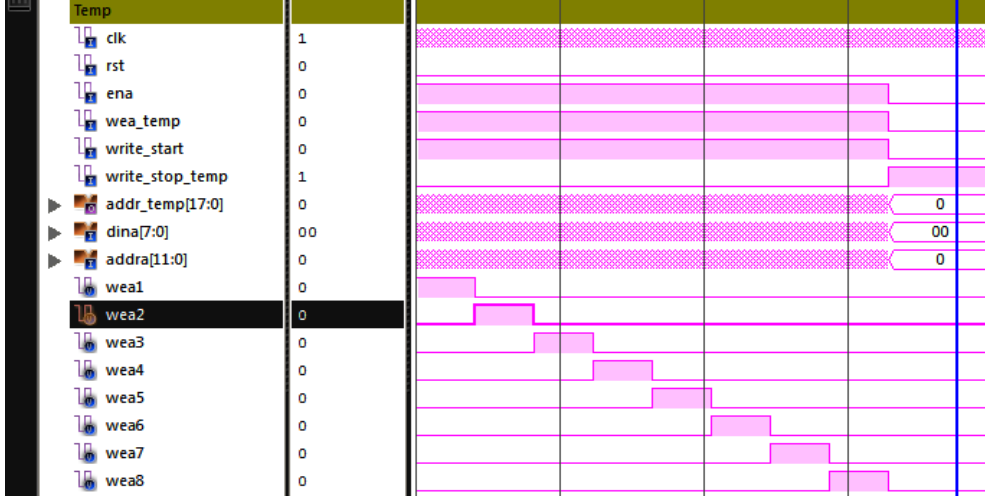 Temp
clk 1
rst 0
ena 0
wea_temp 0
write_start 0
write_stop_temp 1
addr_temp[17:0] 0 0
dina[7:0] 00 00
addra[11:0] 0 0
wea1 0
wea2 0
wea3 0
wea4 0
wea5 0
wea6 0
wea7 0
wea8 0